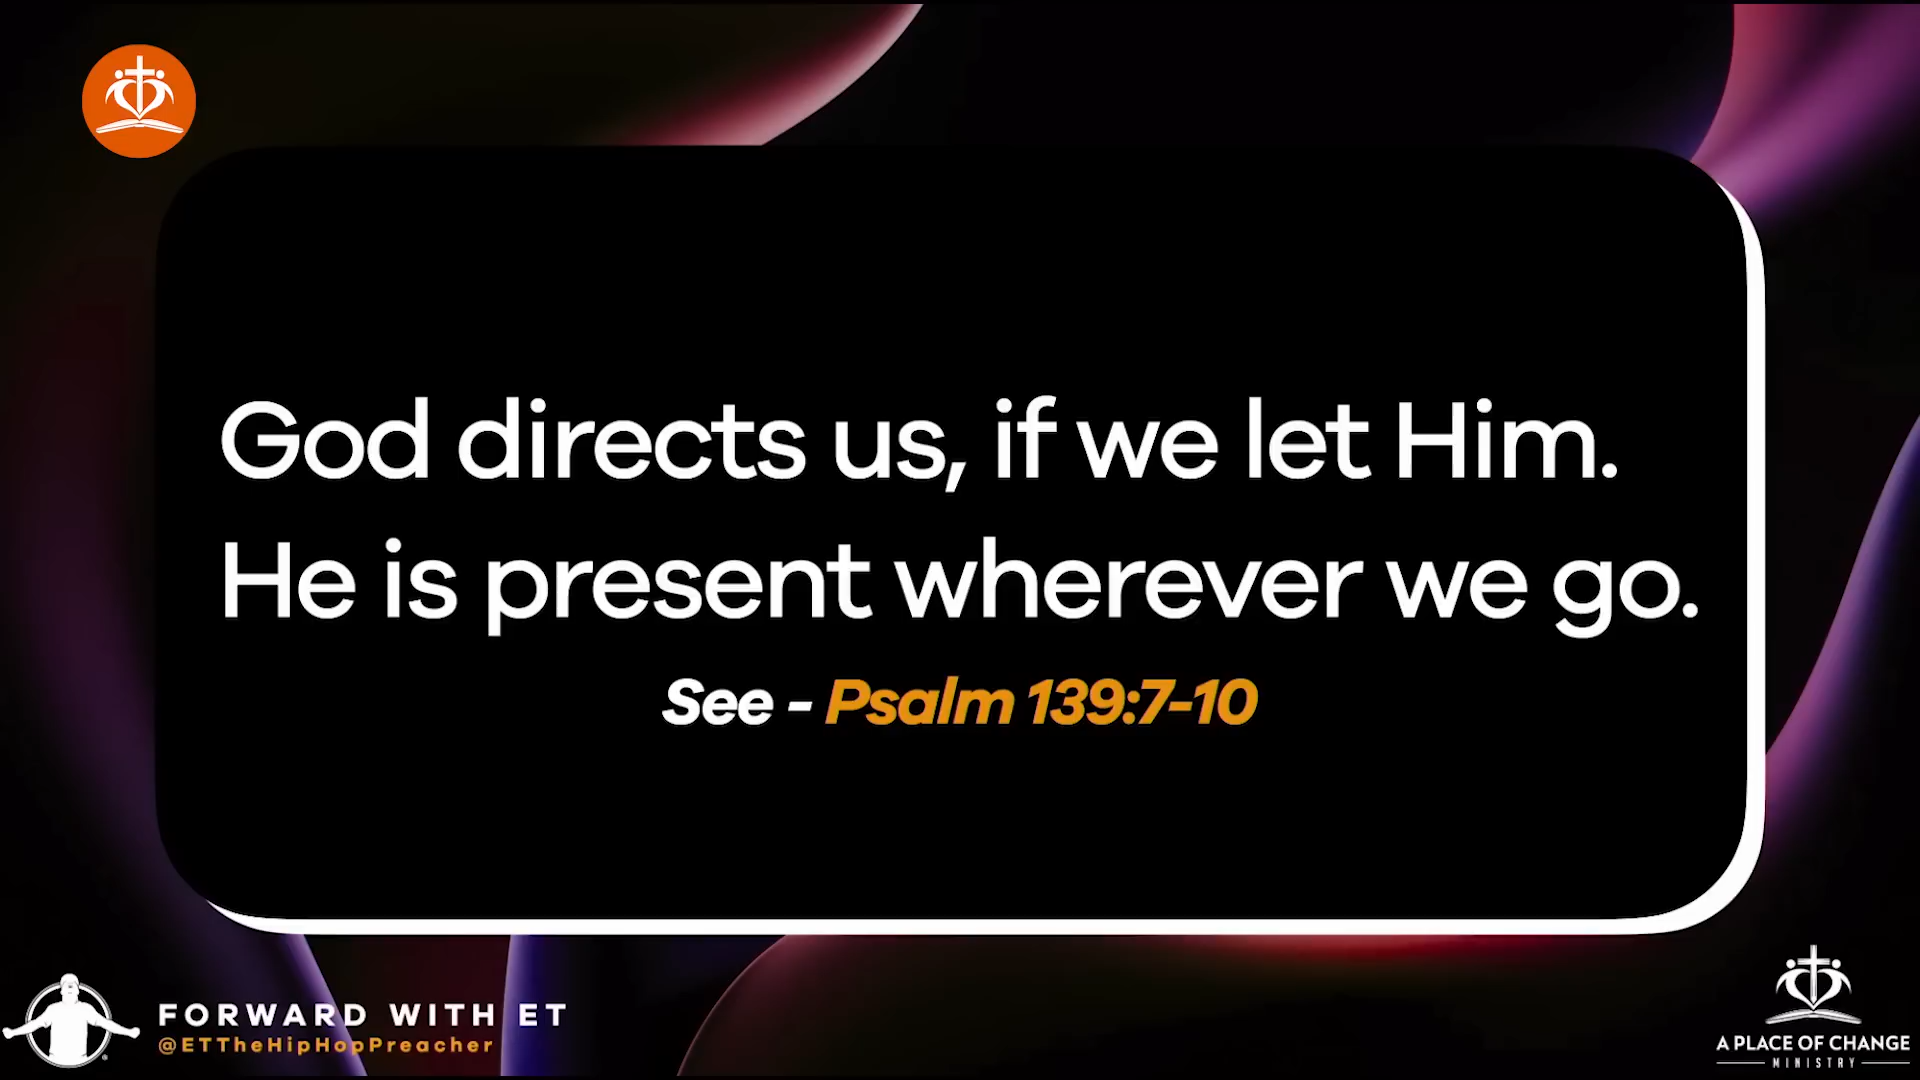 God directs us, if we let Him.
He is present wherever we go.
See - Psalm 139:7-10
FORWARD WITH ET
@ETTheHipHopPreacher
A PLACE OF CHANGE
MINISTRY